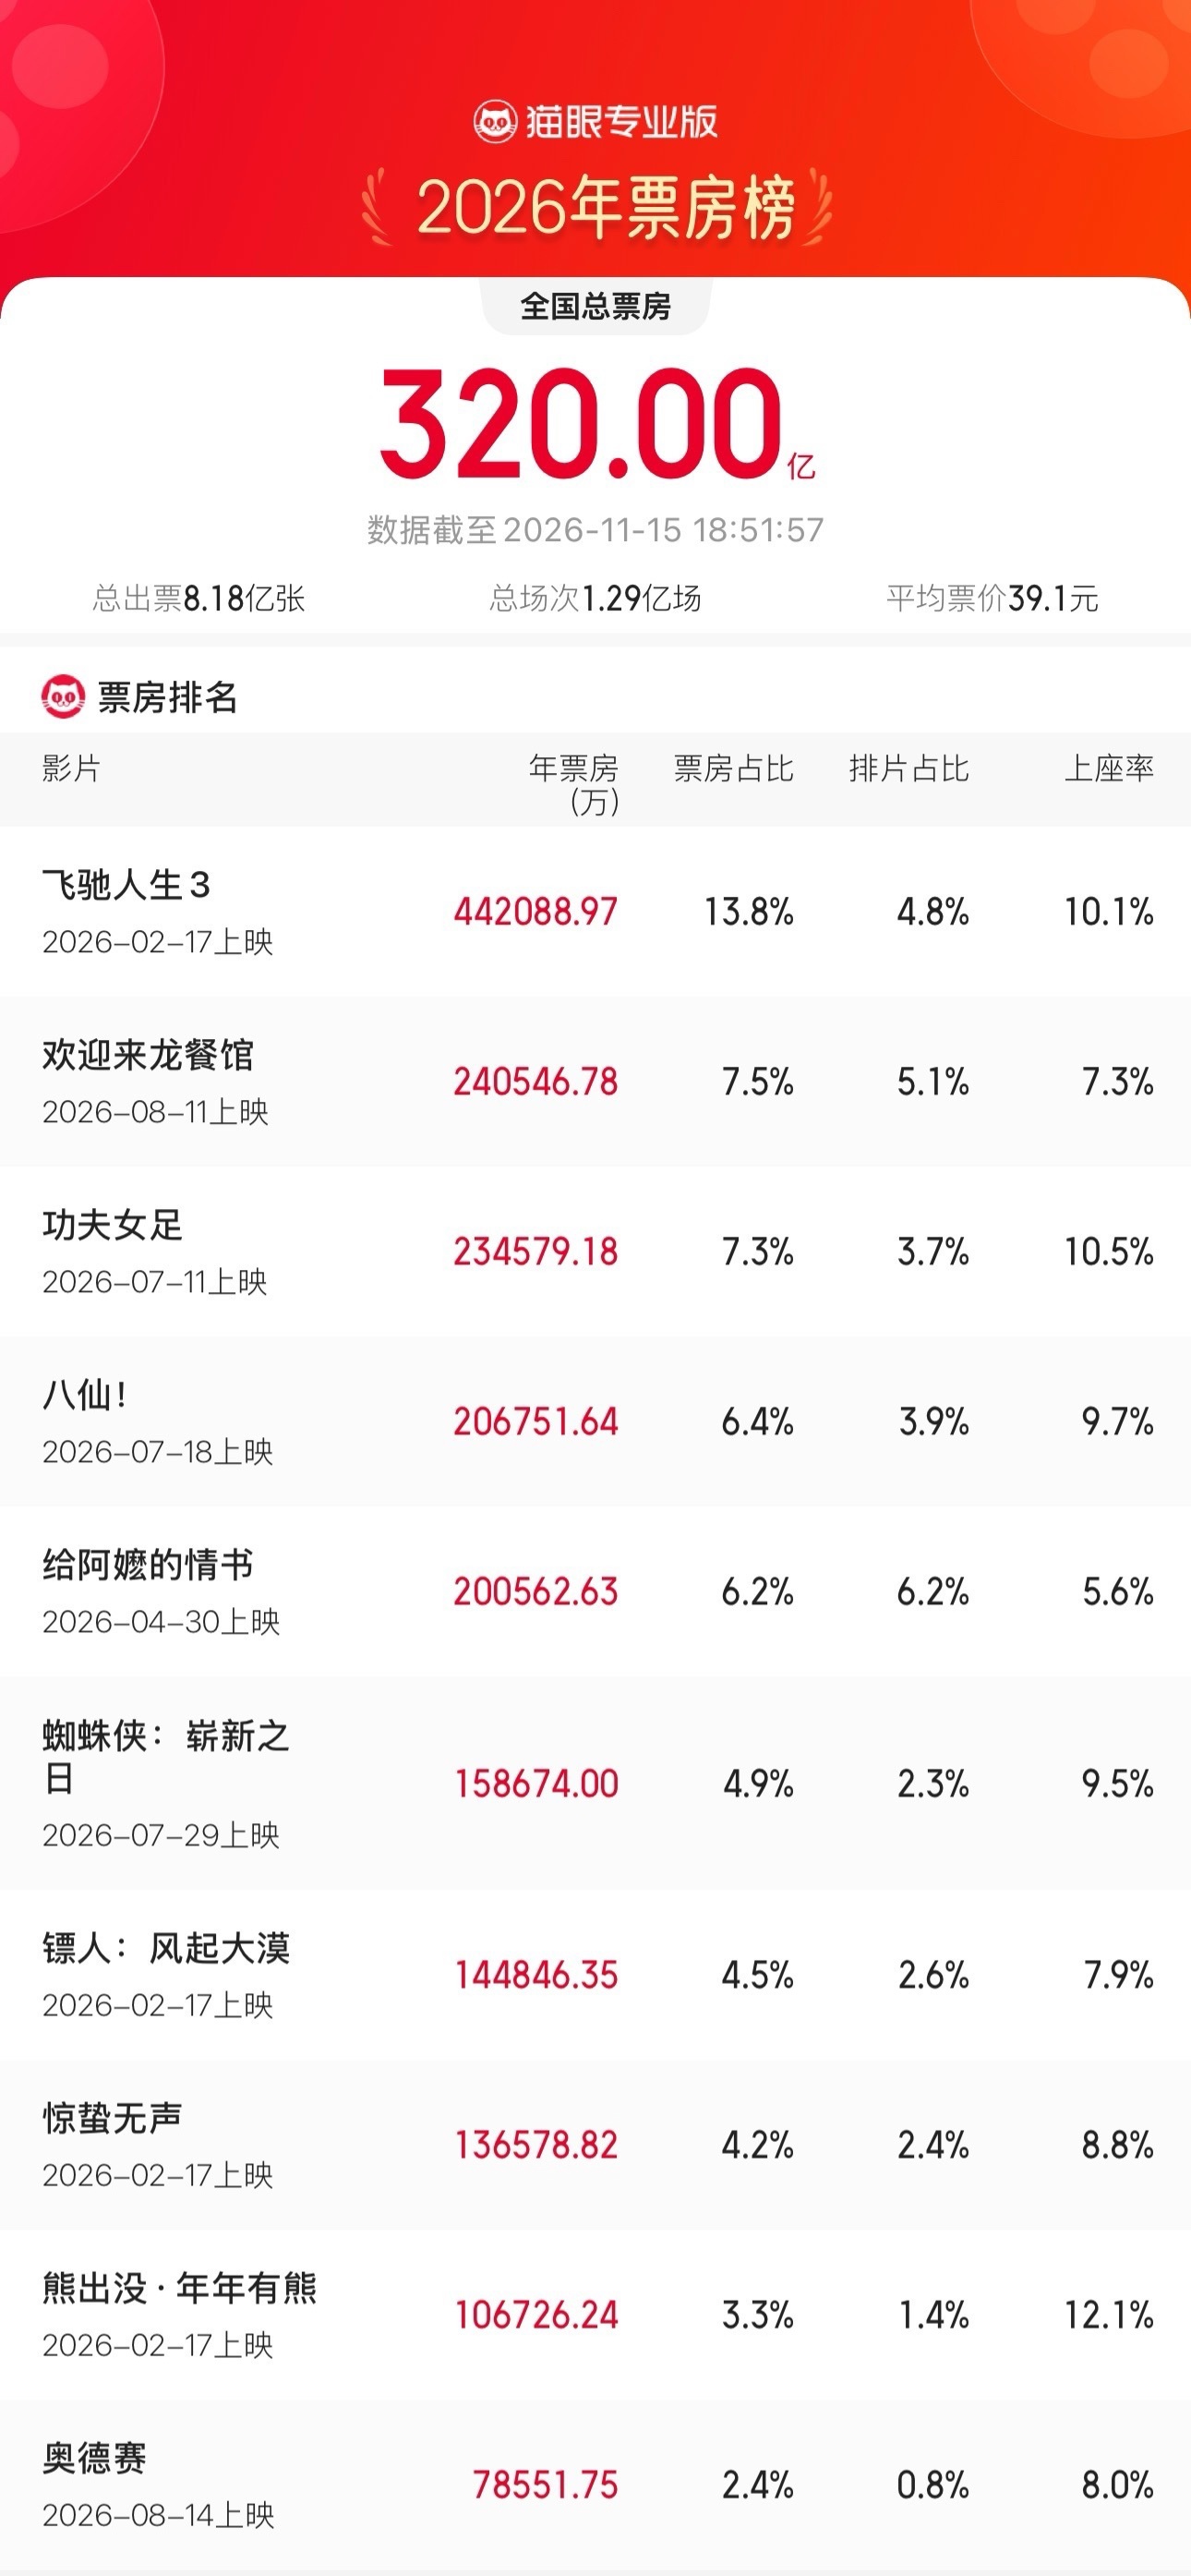 猫眼专业版
2026年票房榜
全国总票房
320.00亿
数据截至2026-11-15 18:51:57
总出票8.18亿张 总场次1.29亿场 平均票价39.1元
票房排名
影片 年票房 票房占比 排片占比 上座率
(万)
飞驰人生3
442088.97 13.8% 4.8% 10.1%
2026-02-17上映
欢迎来龙餐馆
240546.78 7.5% 5.1% 7.3%
2026-08-11上映
功夫女足
234579.18 7.3% 3.7% 10.5%
2026-07-11上映
八仙！
206751.64 6.4% 3.9% 9.7%
2026-07-18上映
给阿嬷的情书
200562.63 6.2% 6.2% 5.6%
2026-04-30上映
蜘蛛侠：崭新之
日
158674.00 4.9% 2.3% 9.5%
2026-07-29上映
镖人：风起大漠
144846.35 4.5% 2.6% 7.9%
2026-02-17上映
惊蛰无声
136578.82 4.2% 2.4% 8.8%
2026-02-17上映
熊出没·年年有熊
106726.24 3.3% 1.4% 12.1%
2026-02-17上映
奥德赛
78551.75 2.4% 0.8% 8.0%
2026-08-14上映